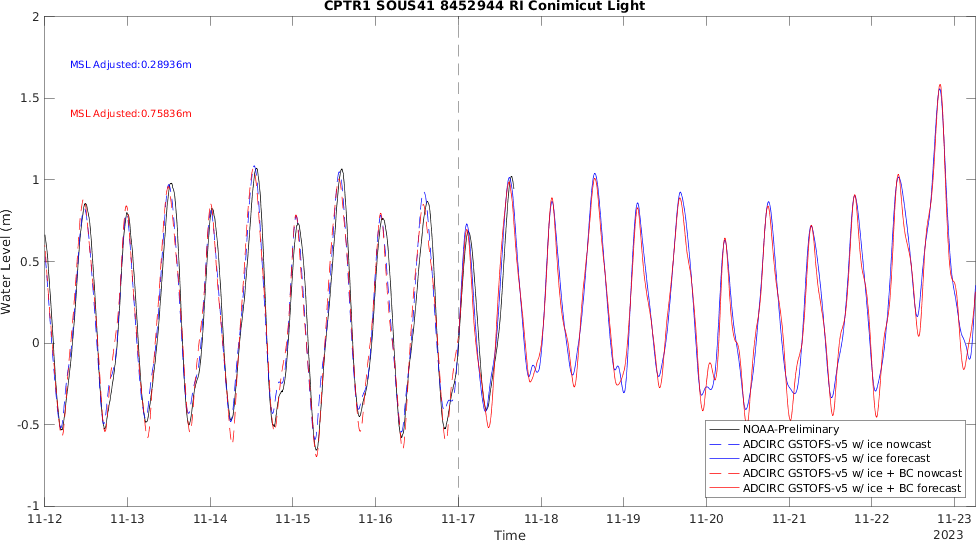 CPTR1 SOUS41 8452944 RI Conimicut Light
2
1.5
1
0.5
0
-0.5
-1
Water Level (m)
MSL Adjusted:0.28936m
MSL Adjusted:0.75836m
NOAA-Preliminary
ADCIRC GSTOFS-v5 w/ ice nowcast
ADCIRC GSTOFS-v5 w/ ice forecast
ADCIRC GSTOFS-v5 w/ ice + BC nowcast
ADCIRC GSTOFS-v5 w/ ice + BC forecast
11-12 11-13 11-14 11-15 11-16 11-17 11-18 11-19 11-20 11-21 11-22 11-23
Time
2023